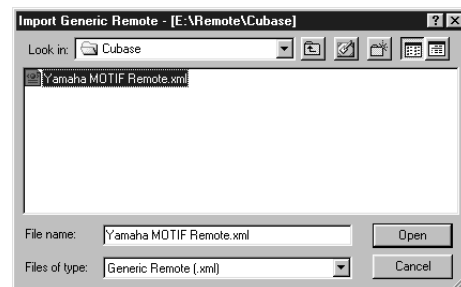 Import Generic Remote - [E:\Remote\Cubase]
Look in: Cubase
Yamaha MOTIF Remote.xml
File name: Yamaha MOTIF Remote.xml Open
Files of type: Generic Remote (.xml) Cancel